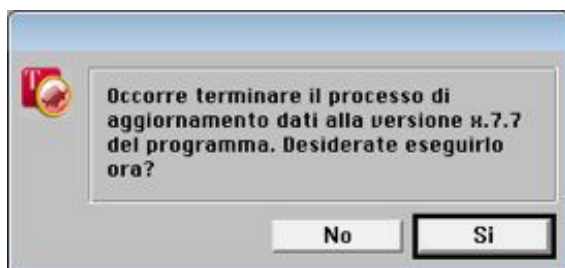 T
Occorre terminare il processo di
aggiornamento dati alla versione x.7.7
del programma. Desiderate eseguirlo
ora?
No
Si